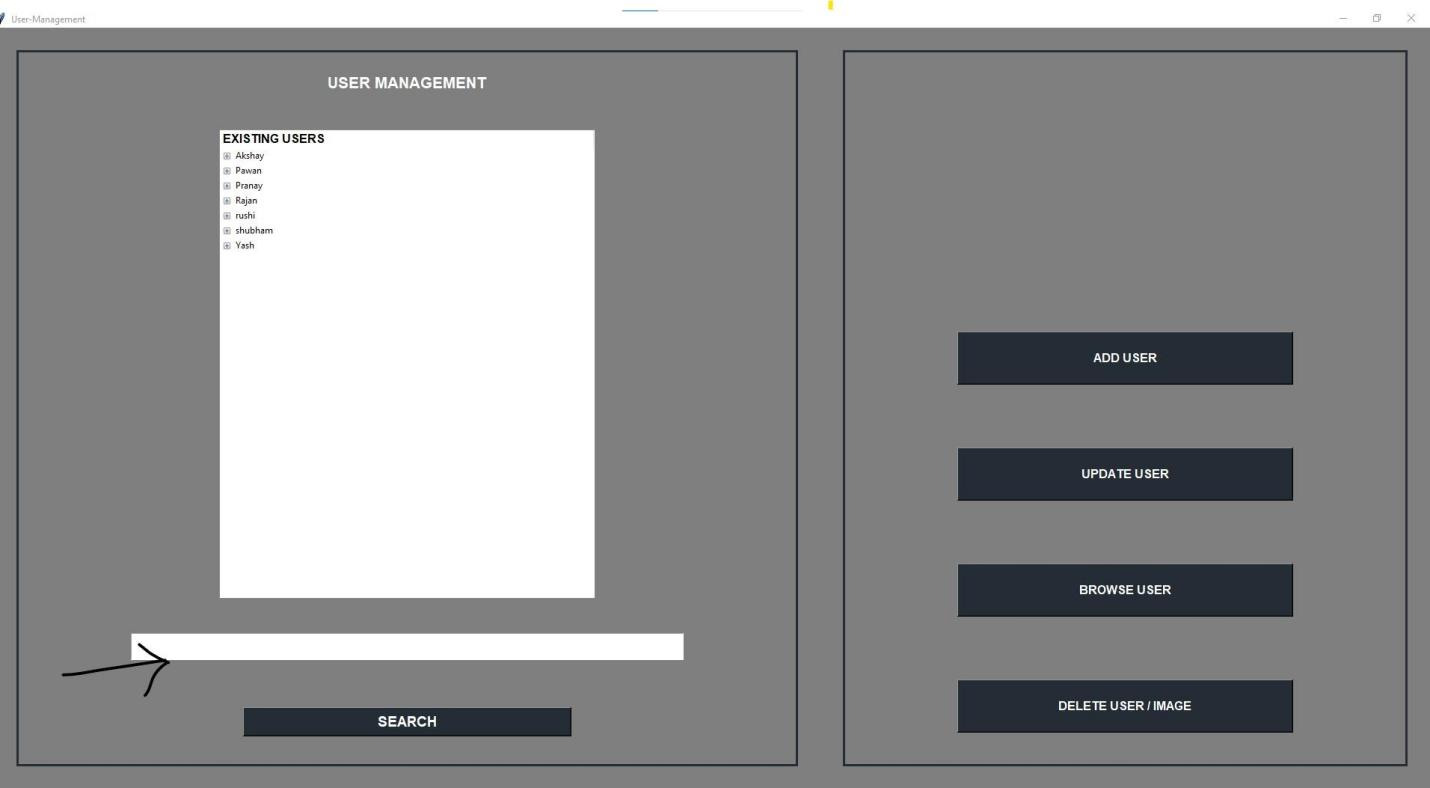 User-Management
USER MANAGEMENT
EXISTING USERS
Akshay
Pawan
Pranay
Rajan
rushi
shubham
Yash
SEARCH
ADD USER
UPDATE USER
BROWSE USER
DELETE USER / IMAGE